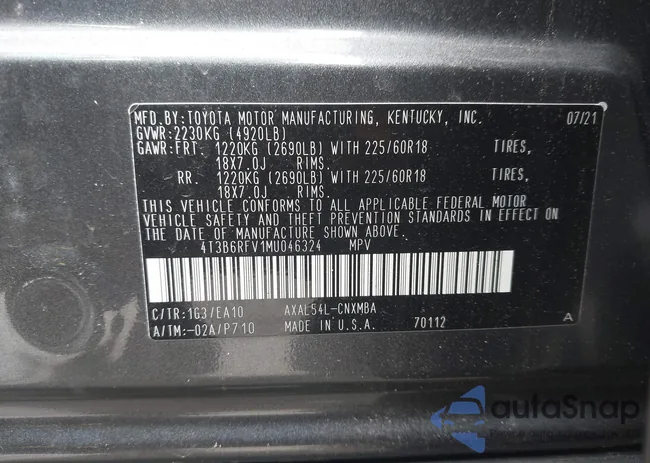 MFD.BY:TOYOTA MOTOR MANUFACTURING, KENTUCKY, INC. 07/21
GVWR:2230KG (4920LB)
GAWR:FRT. 1220KG (2690LB) WITH 225/60R18 TIRES,
18X7.0J RIMS.
RR 1220KG (2690LB) WITH 225/60R18 TIRES,
18X7.0J RIMS.
THIS VEHICLE CONFORMS TO ALL APPLICABLE FEDERAL MOTOR
VEHICLE SAFETY AND THEFT PREVENTION STANDARDS IN EFFECT ON
THE DATE OF MANUFACTURE SHOWN ABOVE.
4T3B6RFV1MU046324 MPV
C/TR:1G3/EA10 AXAL54L-CNXMBA
A/TM:-02A/P710 MADE IN U.S.A. 70112 A
autoSnap